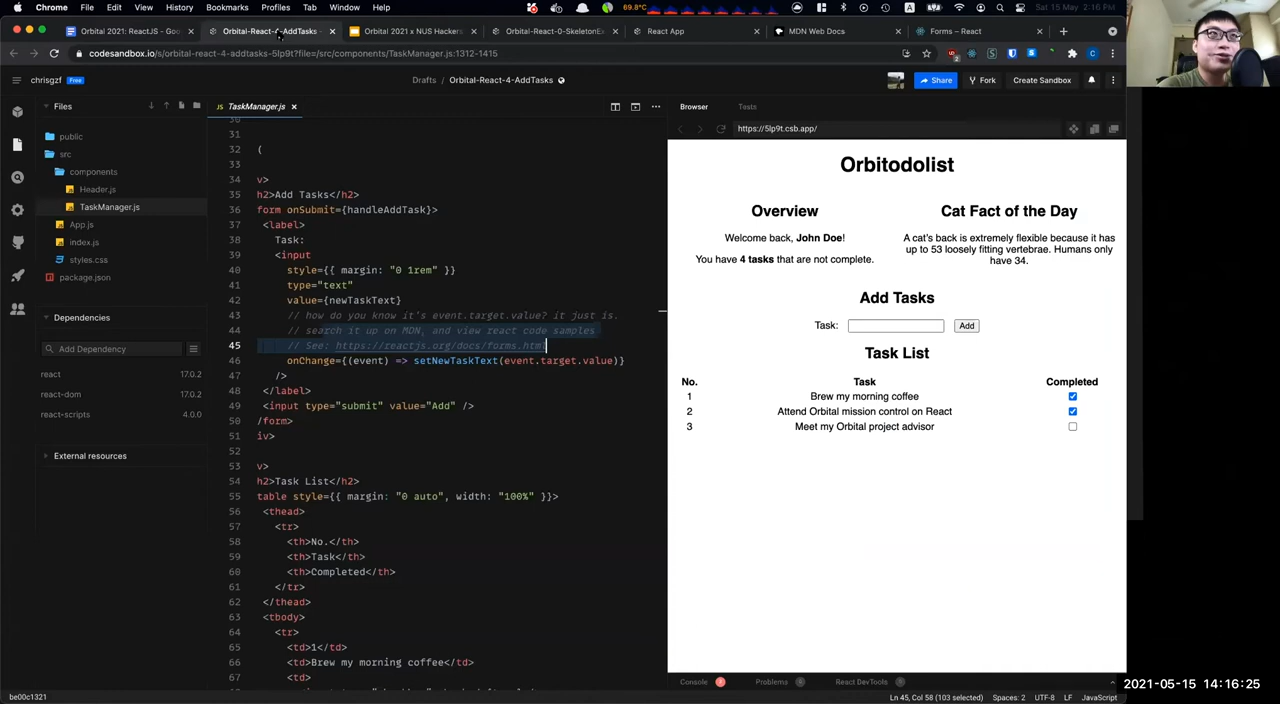 Chrome File Edit View History Bookmarks Profiles Tab Window Help 69.8°C Sat 15 May 2:16 PM
Orbital 2021: ReactJS - Goo
Orbital-React-4-AddTasks -
Orbital 2021 x NUS Hackers
Orbital-React-0-SkeletonEx
React App
MDN Web Docs
Forms – React
codesandbox.io/s/orbital-react-4-addtasks-5lp9t?file=/src/components/TaskManager.js:1312-1415
chrisgzf Free
Drafts / Orbital-React-4-AddTasks
Share
Fork
Create Sandbox
Files
public
src
components
Header.js
TaskManager.js
App.js
index.js
styles.css
package.json
Dependencies
Add Dependency
react 17.0.2
react-dom 17.0.2
react-scripts 4.0.0
External resources
TaskManager.js
30
31
32 (
33
34 v>
35 h2>Add Tasks</h2>
36 form onSubmit={handleAddTask}>
37 <label>
38 Task:
39 <input
40 style={{ margin: "0 1rem" }}
41 type="text"
42 value={newTaskText}
43 // how do you know it's event.target.value? it just is.
44 // search it up on MDN, and view react code samples
45 // See: https://reactjs.org/docs/forms.html
46 onChange={(event) => setNewTaskText(event.target.value)}
47 />
48 </label>
49 <input type="submit" value="Add" />
50 /form>
51 iv>
52
53 v>
54 h2>Task List</h2>
55 table style={{ margin: "0 auto", width: "100%" }}>
56 <thead>
57 <tr>
58 <th>No.</th>
59 <th>Task</th>
60 <th>Completed</th>
61 </tr>
62 </thead>
63 <tbody>
64 <tr>
65 <td>1</td>
66 <td>Brew my morning coffee</td>
67 <td>
Browser Tests
https://5lp9t.csb.app/
Orbitodolist
Overview
Welcome back, John Doe!
You have 4 tasks that are not complete.
Cat Fact of the Day
A cat's back is extremely flexible because it has
up to 53 loosely fitting vertebrae. Humans only
have 34.
Add Tasks
Task: Add
Task List
No. Task Completed
1 Brew my morning coffee
2 Attend Orbital mission control on React
3 Meet my Orbital project advisor
Console Problems React DevTools
be00c1321
Ln 45, Col 58 (103 selected) Spaces: 2 UTF-8 LF JavaScript
2021-05-15 14:16:25